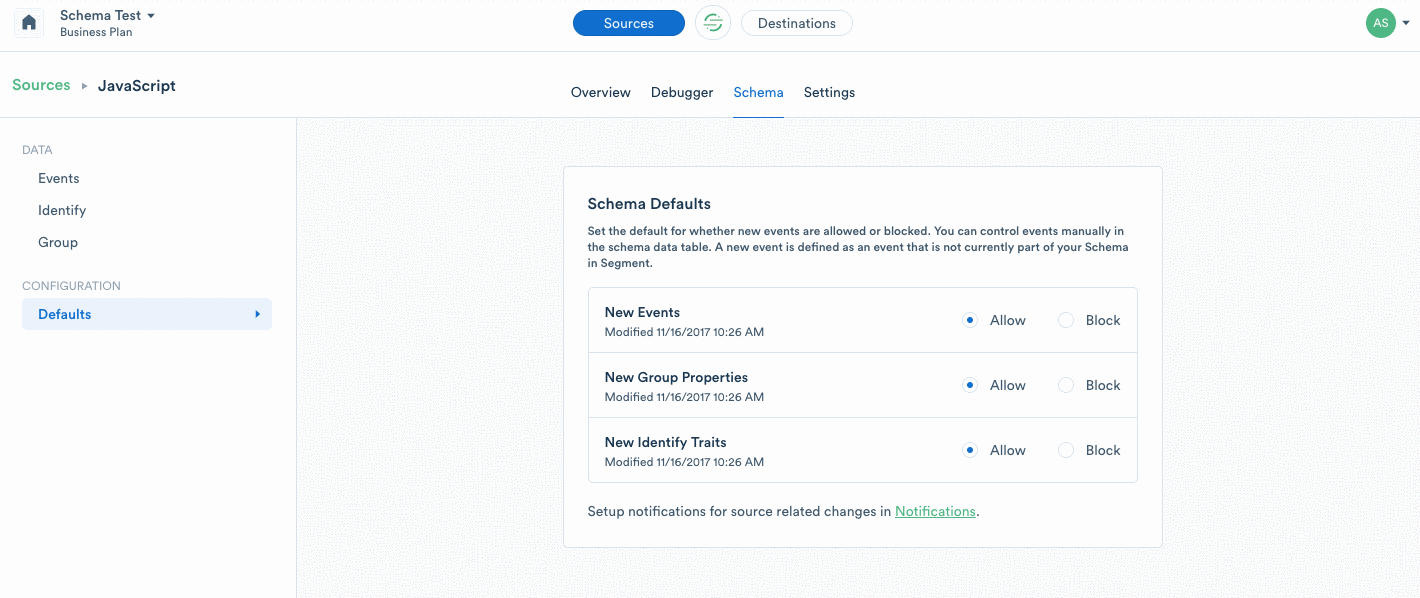 Schema Test
Business Plan
Sources
Destinations
AS
Sources
JavaScript
Overview
Debugger
Schema
Settings
DATA
Events
Identify
Group
CONFIGURATION
Defaults
Schema Defaults
Set the default for whether new events are allowed or blocked. You can control events manually in
the schema data table. A new event is defined as an event that is not currently part of your Schema
in Segment.
New Events
Modified 11/16/2017 10:26 AM
Allow
Block
New Group Properties
Modified 11/16/2017 10:26 AM
Allow
Block
New Identify Traits
Modified 11/16/2017 10:26 AM
Allow
Block
Setup notifications for source related changes in Notifications.